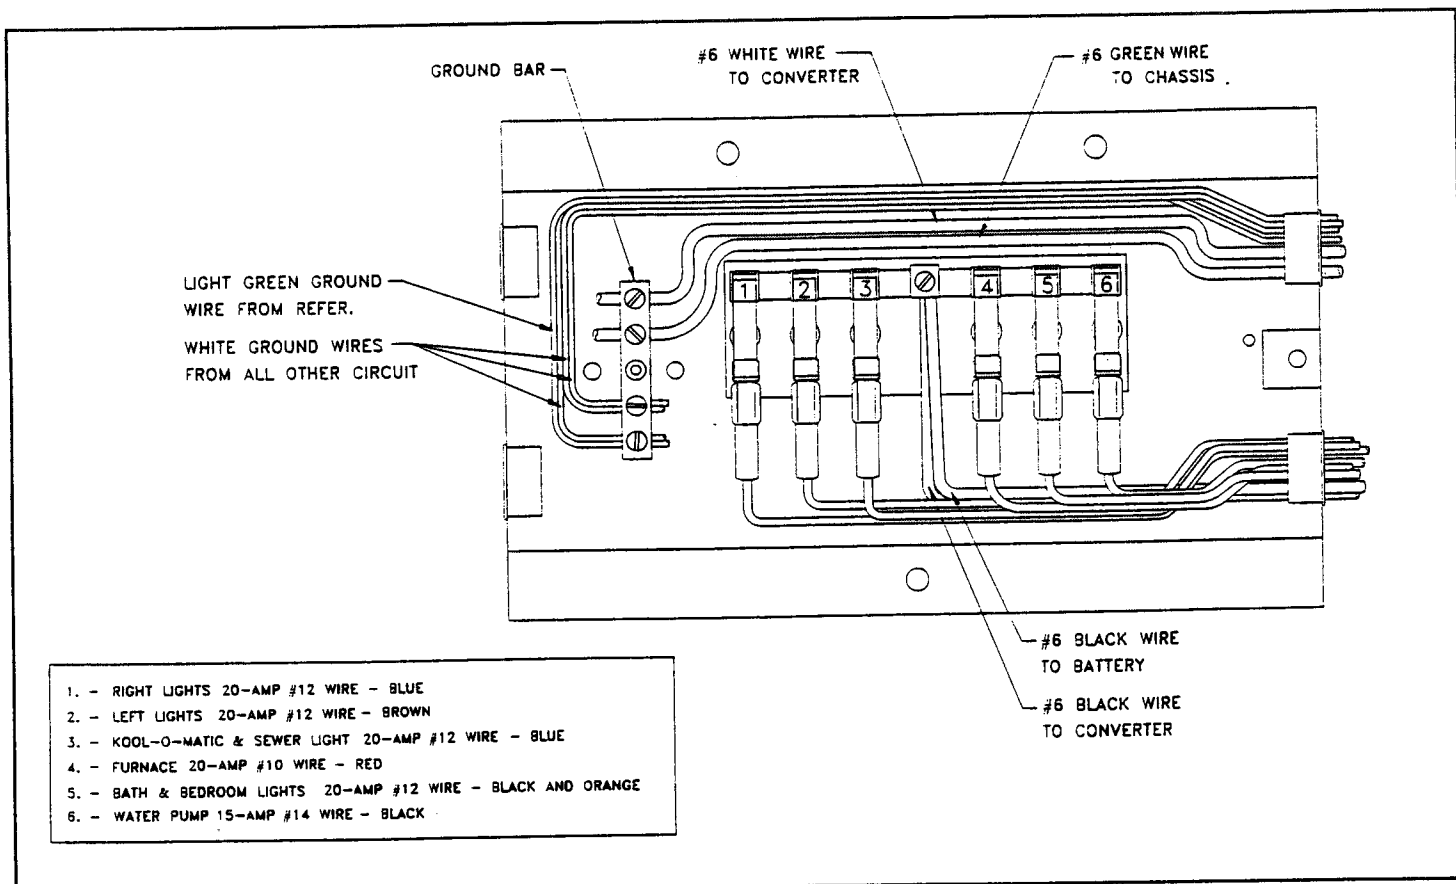 GROUND BAR
#6 WHITE WIRE
TO CONVERTER
#6 GREEN WIRE
TO CHASSIS .
LIGHT GREEN GROUND
WIRE FROM REFER.
WHITE GROUND WIRES
FROM ALL OTHER CIRCUIT
1 2 3 4 5 6
#6 BLACK WIRE
TO BATTERY
#6 BLACK WIRE
TO CONVERTER
1. - RIGHT LIGHTS 20-AMP #12 WIRE - BLUE
2. - LEFT LIGHTS 20-AMP #12 WIRE - BROWN
3. - KOOL-O-MATIC & SEWER LIGHT 20-AMP #12 WIRE - BLUE
4. - FURNACE 20-AMP #10 WIRE - RED
5. - BATH & BEDROOM LIGHTS 20-AMP #12 WIRE - BLACK AND ORANGE
6. - WATER PUMP 15-AMP #14 WIRE - BLACK